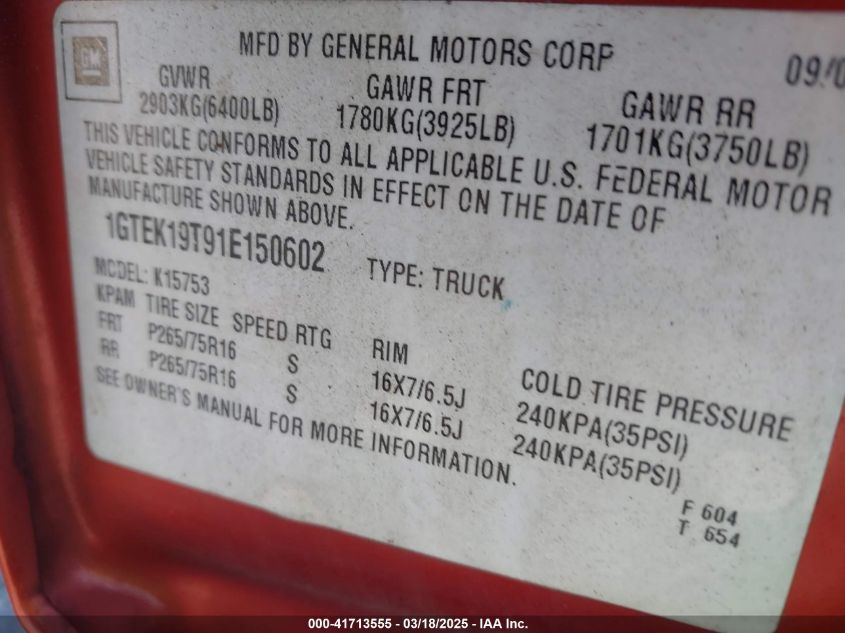 GM
MFD BY GENERAL MOTORS CORP
GVWR GAWR FRT GAWR RR
2903KG(6400LB) 1780KG(3925LB) 1701KG(3750LB)
THIS VEHICLE CONFORMS TO ALL APPLICABLE U.S. FEDERAL MOTOR
VEHICLE SAFETY STANDARDS IN EFFECT ON THE DATE OF
MANUFACTURE SHOWN ABOVE.
1GTEK19T91E150602 TYPE: TRUCK
MODEL: K15753
KPAM TIRE SIZE SPEED RTG RIM COLD TIRE PRESSURE
FRT P265/75R16 S 16X7/6.5J 240KPA(35PSI)
RR P265/75R16 S 16X7/6.5J 240KPA(35PSI)
SEE OWNER'S MANUAL FOR MORE INFORMATION.
F 604
T 654
000-41713555 - 03/18/2025 - IAA Inc.